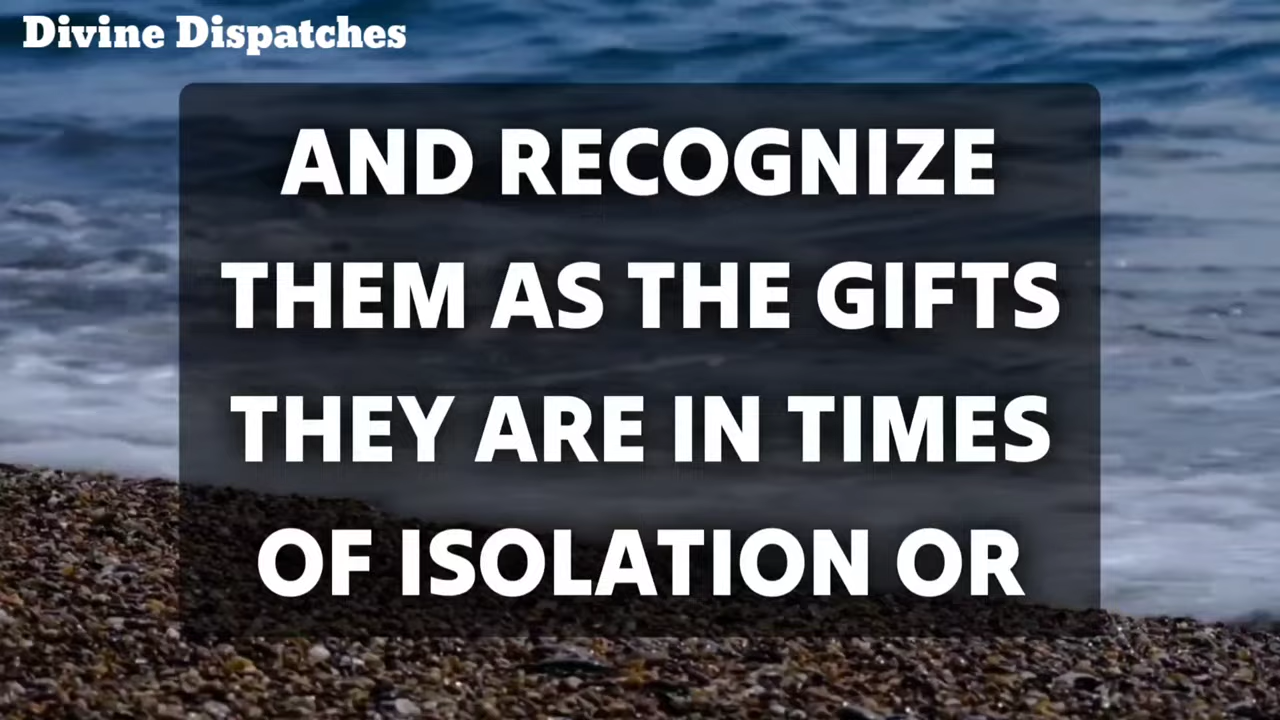 Divine Dispatches
AND RECOGNIZE
THEM AS THE GIFTS
THEY ARE IN TIMES
OF ISOLATION OR